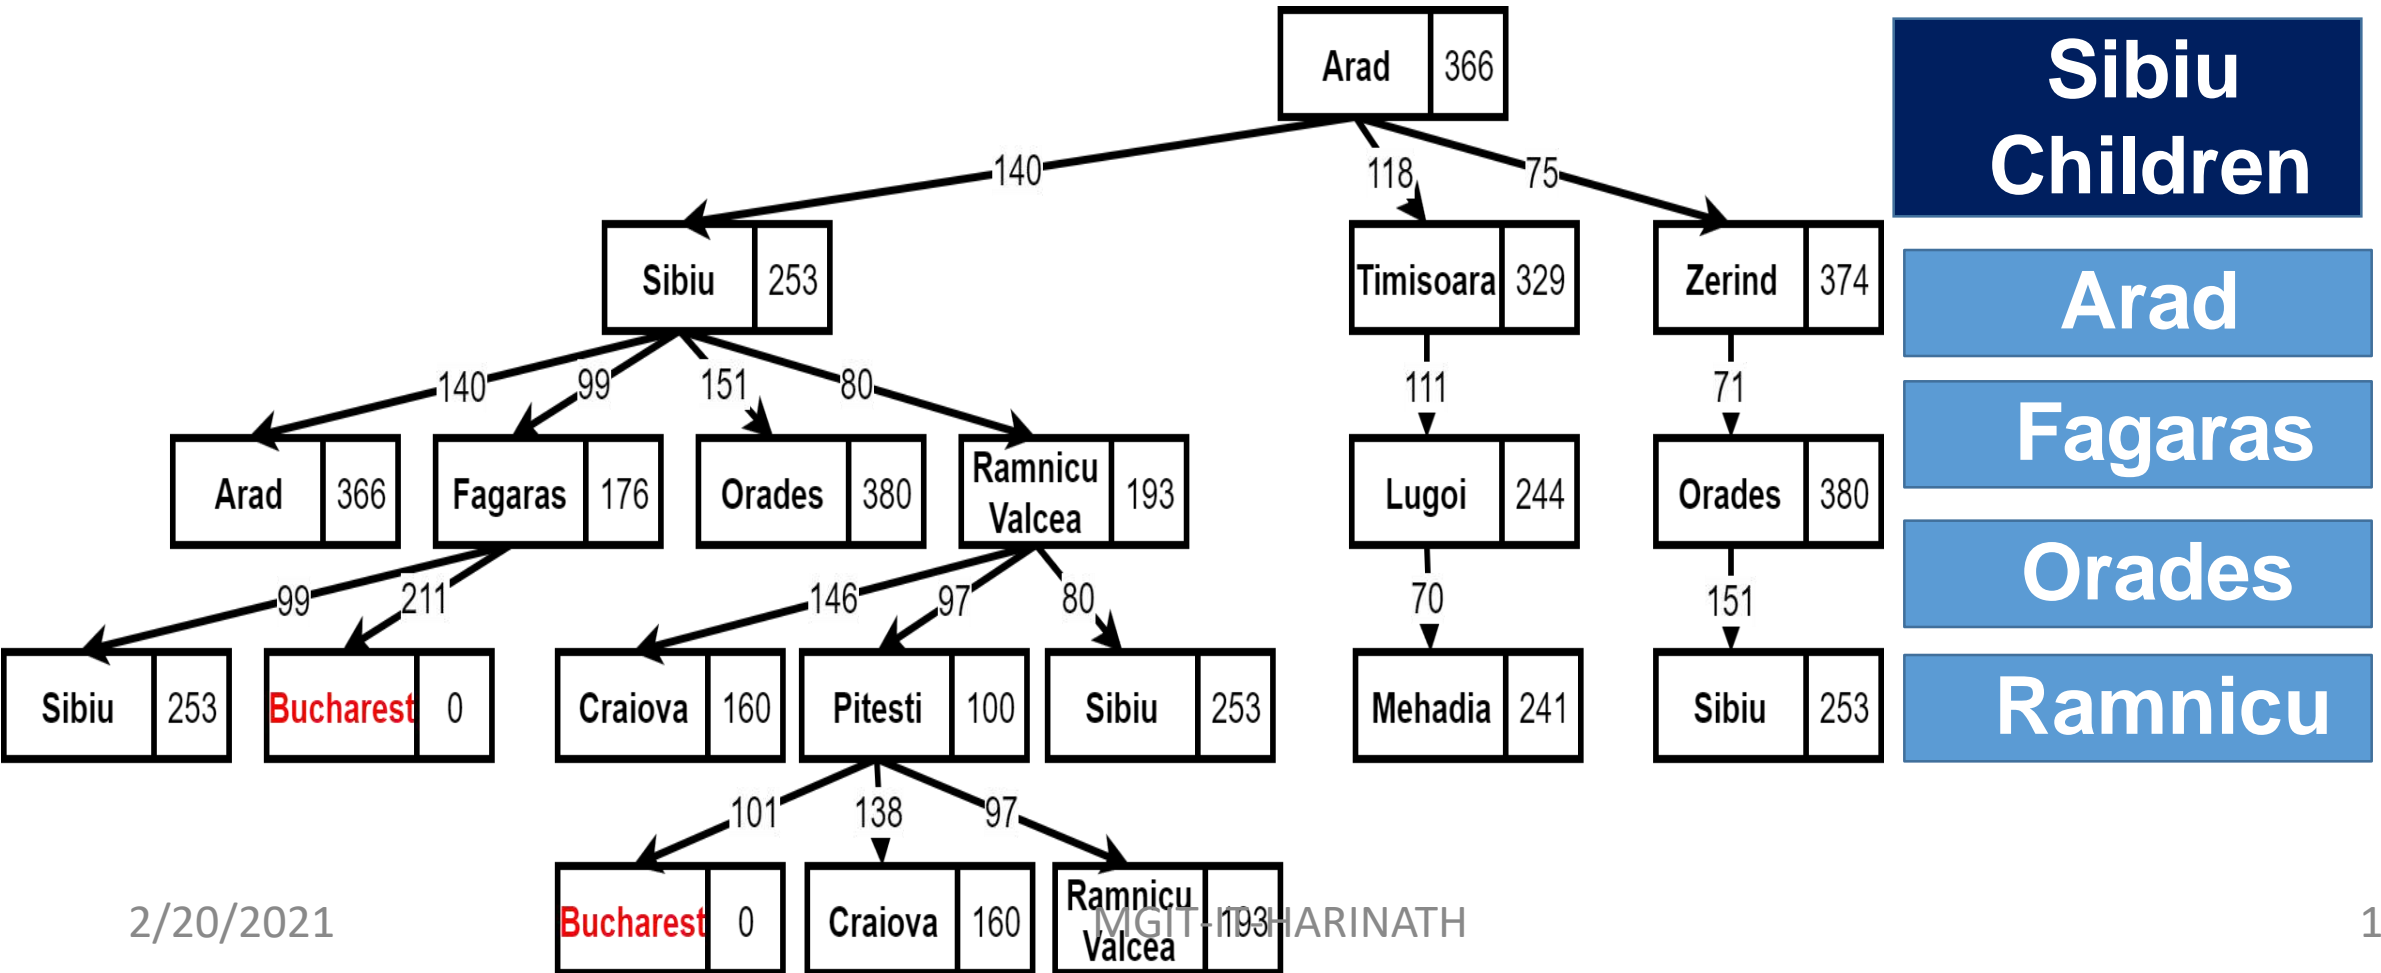 Arad 366
Sibiu
Children
140
118
75
Sibiu 253
Timisoara 329
Zerind 374
Arad
140
99
151
80
111
71
Fagaras
Arad 366
Fagaras 176
Orades 380
Ramnicu
Valcea 193
Lugoi 244
Orades 380
Orades
99
211
146
97
80
70
151
Sibiu 253
Bucharest 0
Craiova 160
Pitesti 100
Sibiu 253
Mehadia 241
Sibiu 253
Ramnicu
101
138
97
Bucharest 0
Craiova 160
Ramnicu
Valcea 193
2/20/2021
MGIT-IT-HARINATH
1